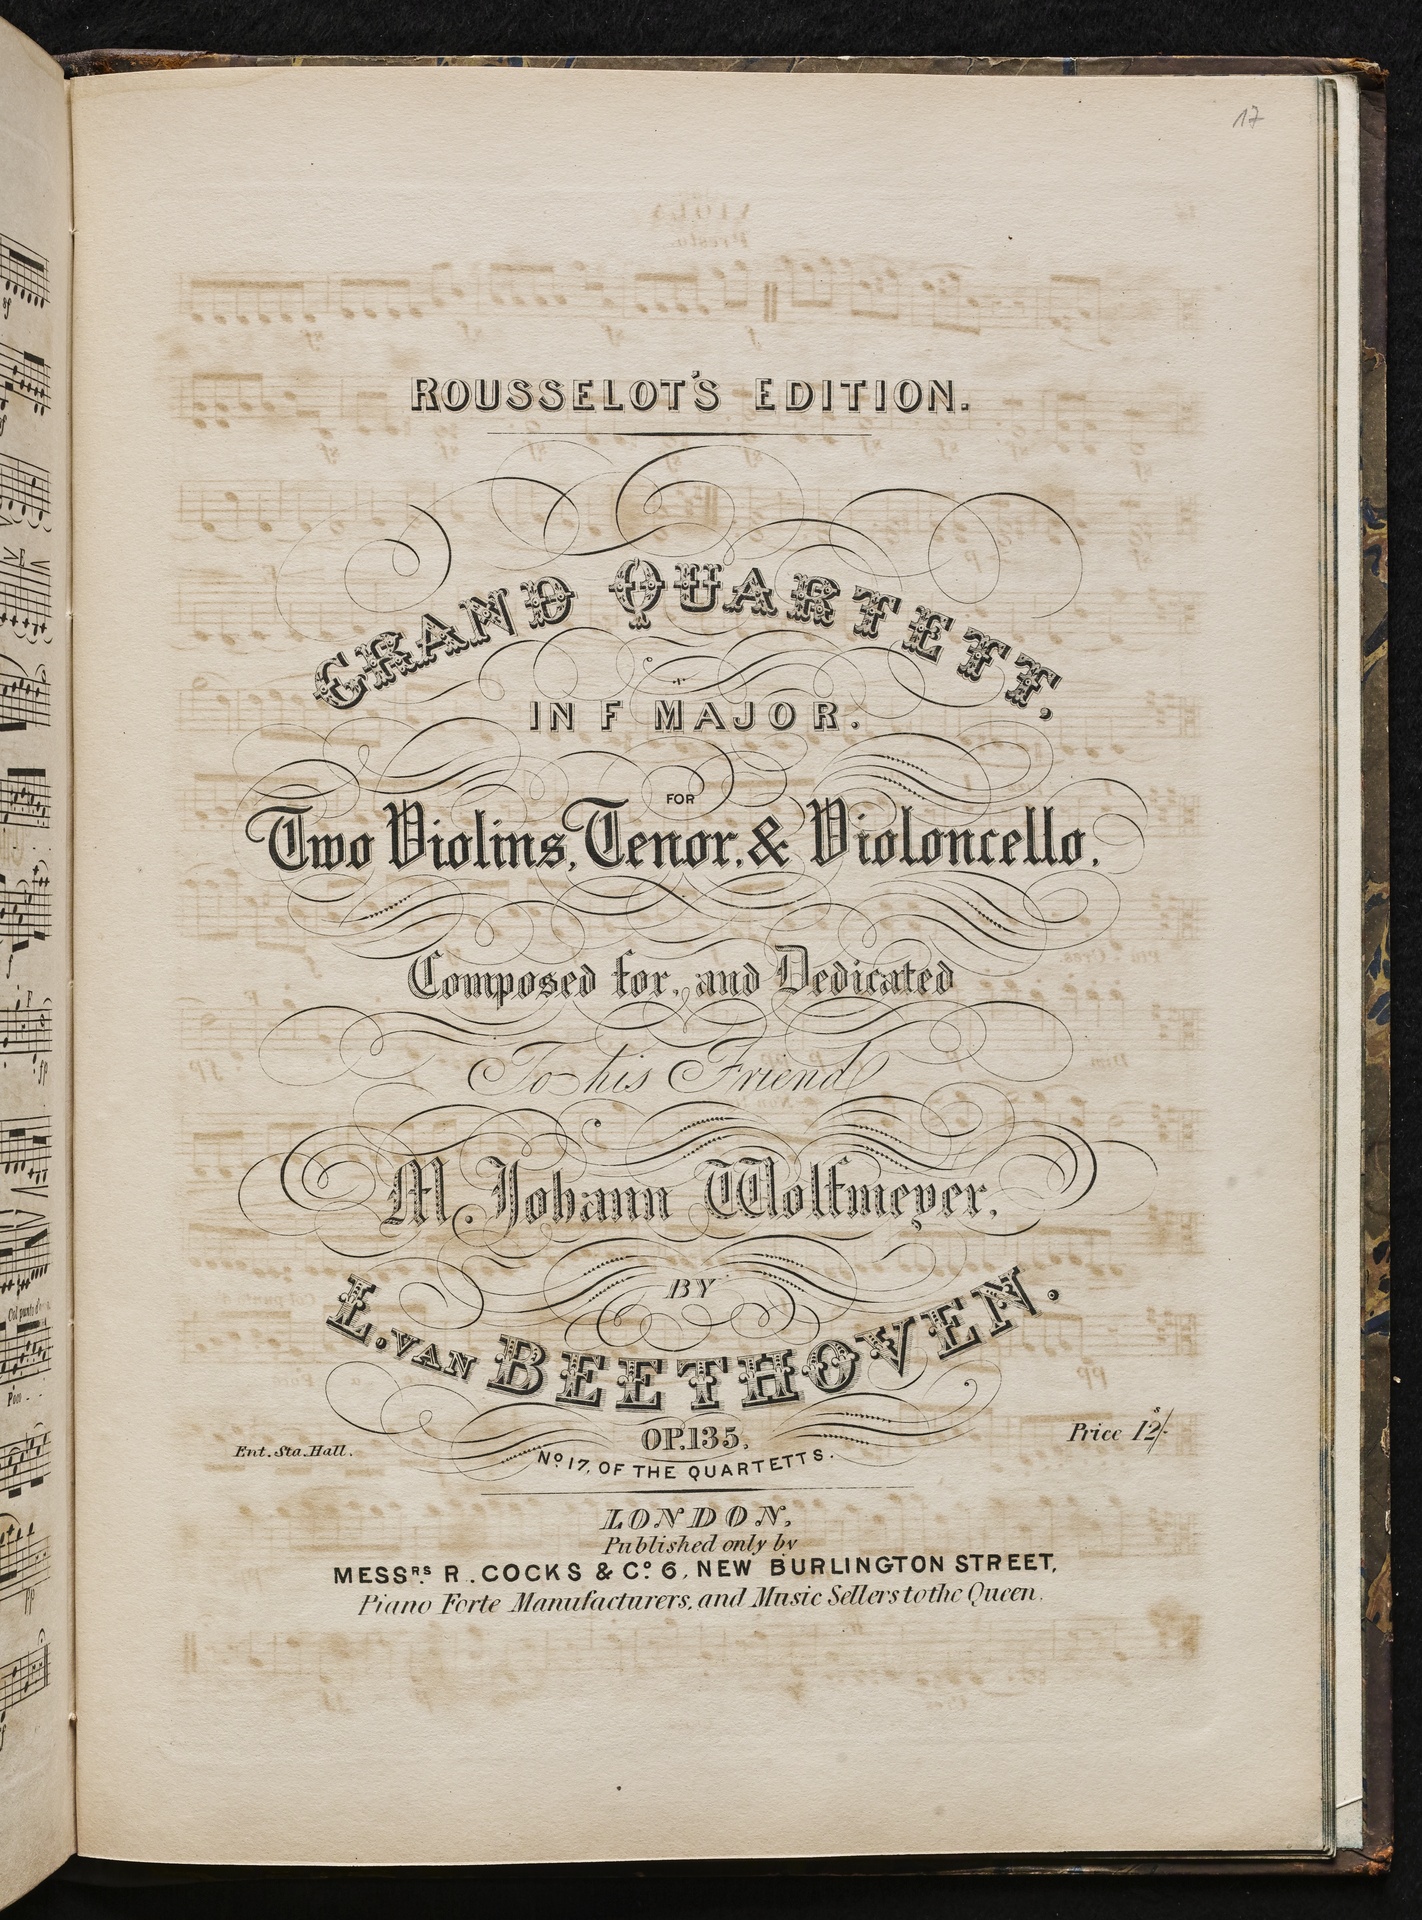 17
ROUSSELOT'S EDITION.
GRAND QUARTETT,
IN F MAJOR.
FOR
Two Violins, Tenor, & Violoncello,
Composed for, and Dedicated
To his Friend
M. Johann Wolfmeyer,
BY
L. VAN BEETHOVEN.
OP. 135.
Ent. Sta. Hall.
Price 12s/-
No 17, OF THE QUARTETTS.
LONDON,
Published only by
MESSRS R. COCKS & Co 6, NEW BURLINGTON STREET,
Piano Forte Manufacturers, and Music Sellers to the Queen.